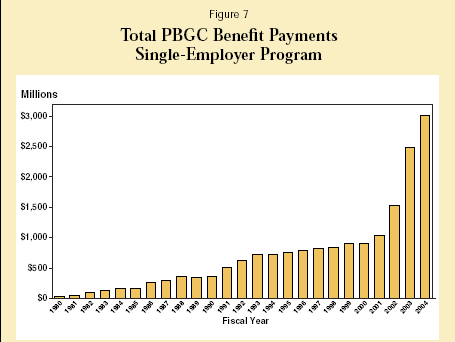 Figure 7
Total PBGC Benefit Payments
Single-Employer Program
Millions
$3,000
$2,500
$2,000
$1,500
$1,000
$500
$0
1980 1981 1982 1983 1984 1985 1986 1987 1988 1989 1990 1991 1992 1993 1994 1995 1996 1997 1998 1999 2000 2001 2002 2003 2004
Fiscal Year